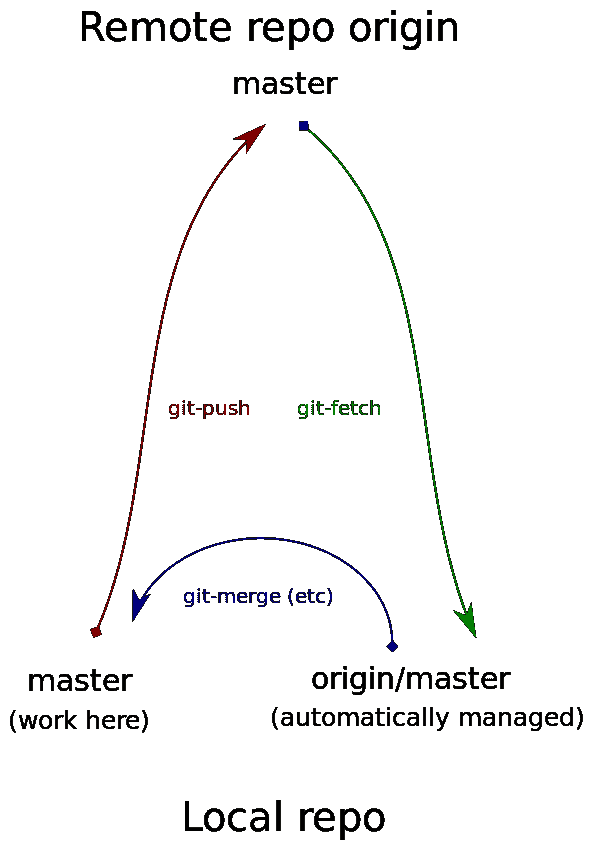 Remote repo origin
master
git-push
git-fetch
git-merge (etc)
master
(work here)
origin/master
(automatically managed)
Local repo